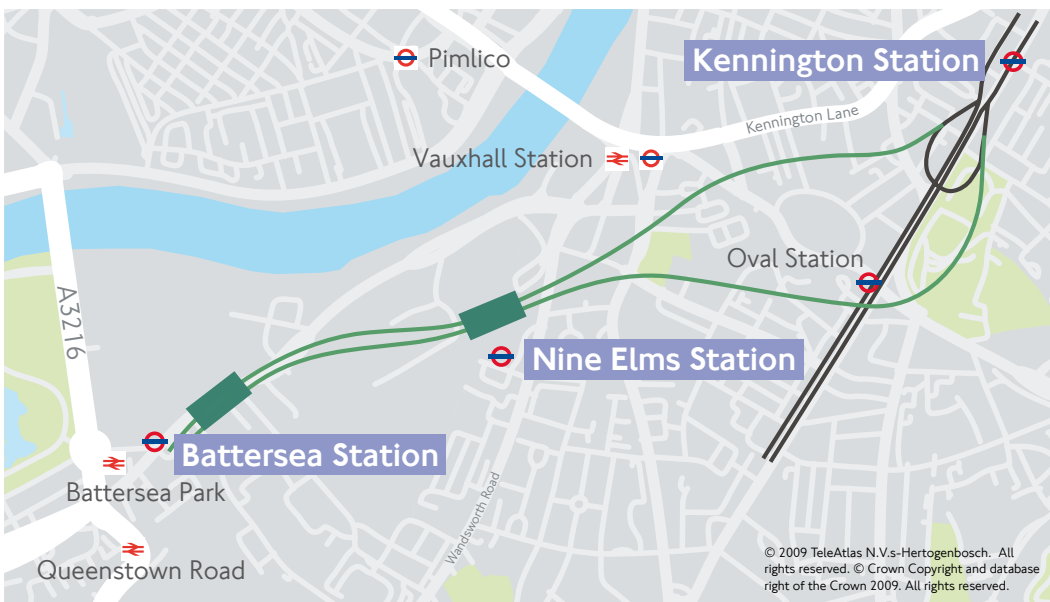 Pimlico
Kennington Station
Kennington Lane
Vauxhall Station
Oval Station
A3216
Nine Elms Station
Battersea Station
Battersea Park
Wandsworth Road
Queenstown Road
© 2009 TeleAtlas N.V.s-Hertogenbosch. All
rights reserved. © Crown Copyright and database
right of the Crown 2009. All rights reserved.